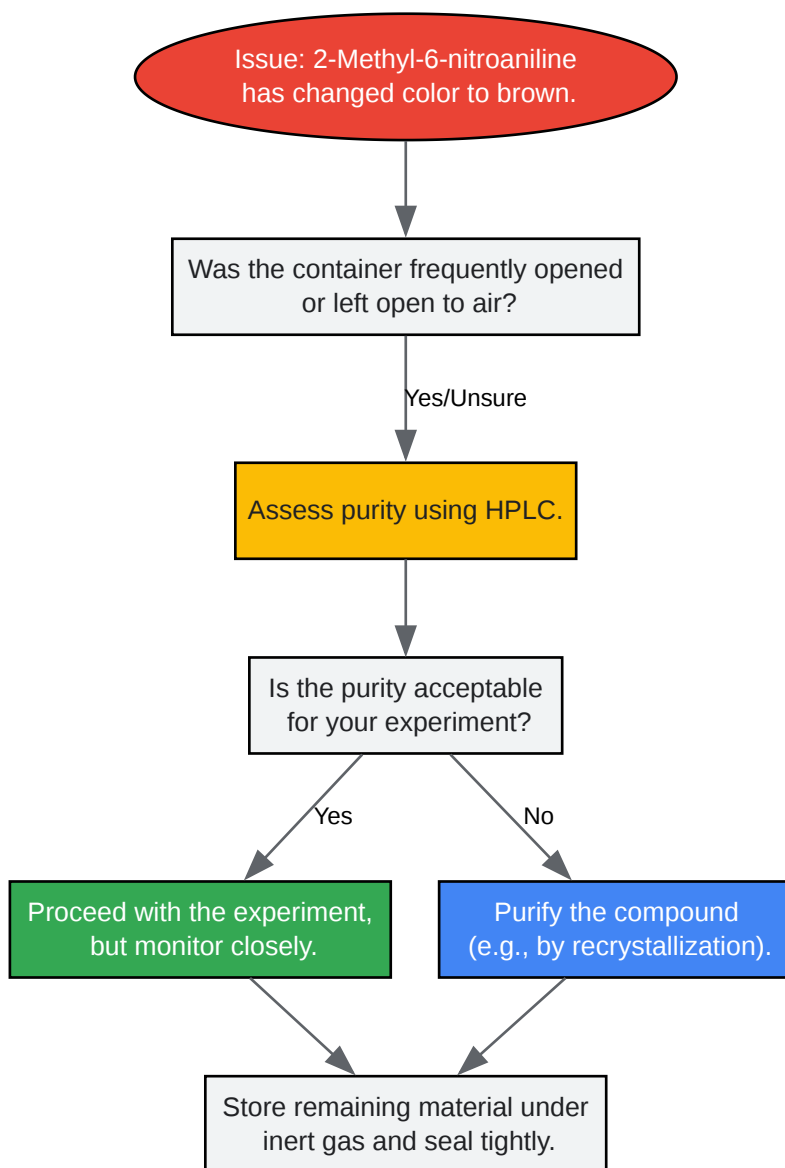 Issue: 2-Methyl-6-nitroaniline
has changed color to brown.
Was the container frequently opened
or left open to air?
Yes/Unsure
Assess purity using HPLC.
Is the purity acceptable
for your experiment?
Yes
No
Proceed with the experiment,
but monitor closely.
Purify the compound
(e.g., by recrystallization).
Store remaining material under
inert gas and seal tightly.